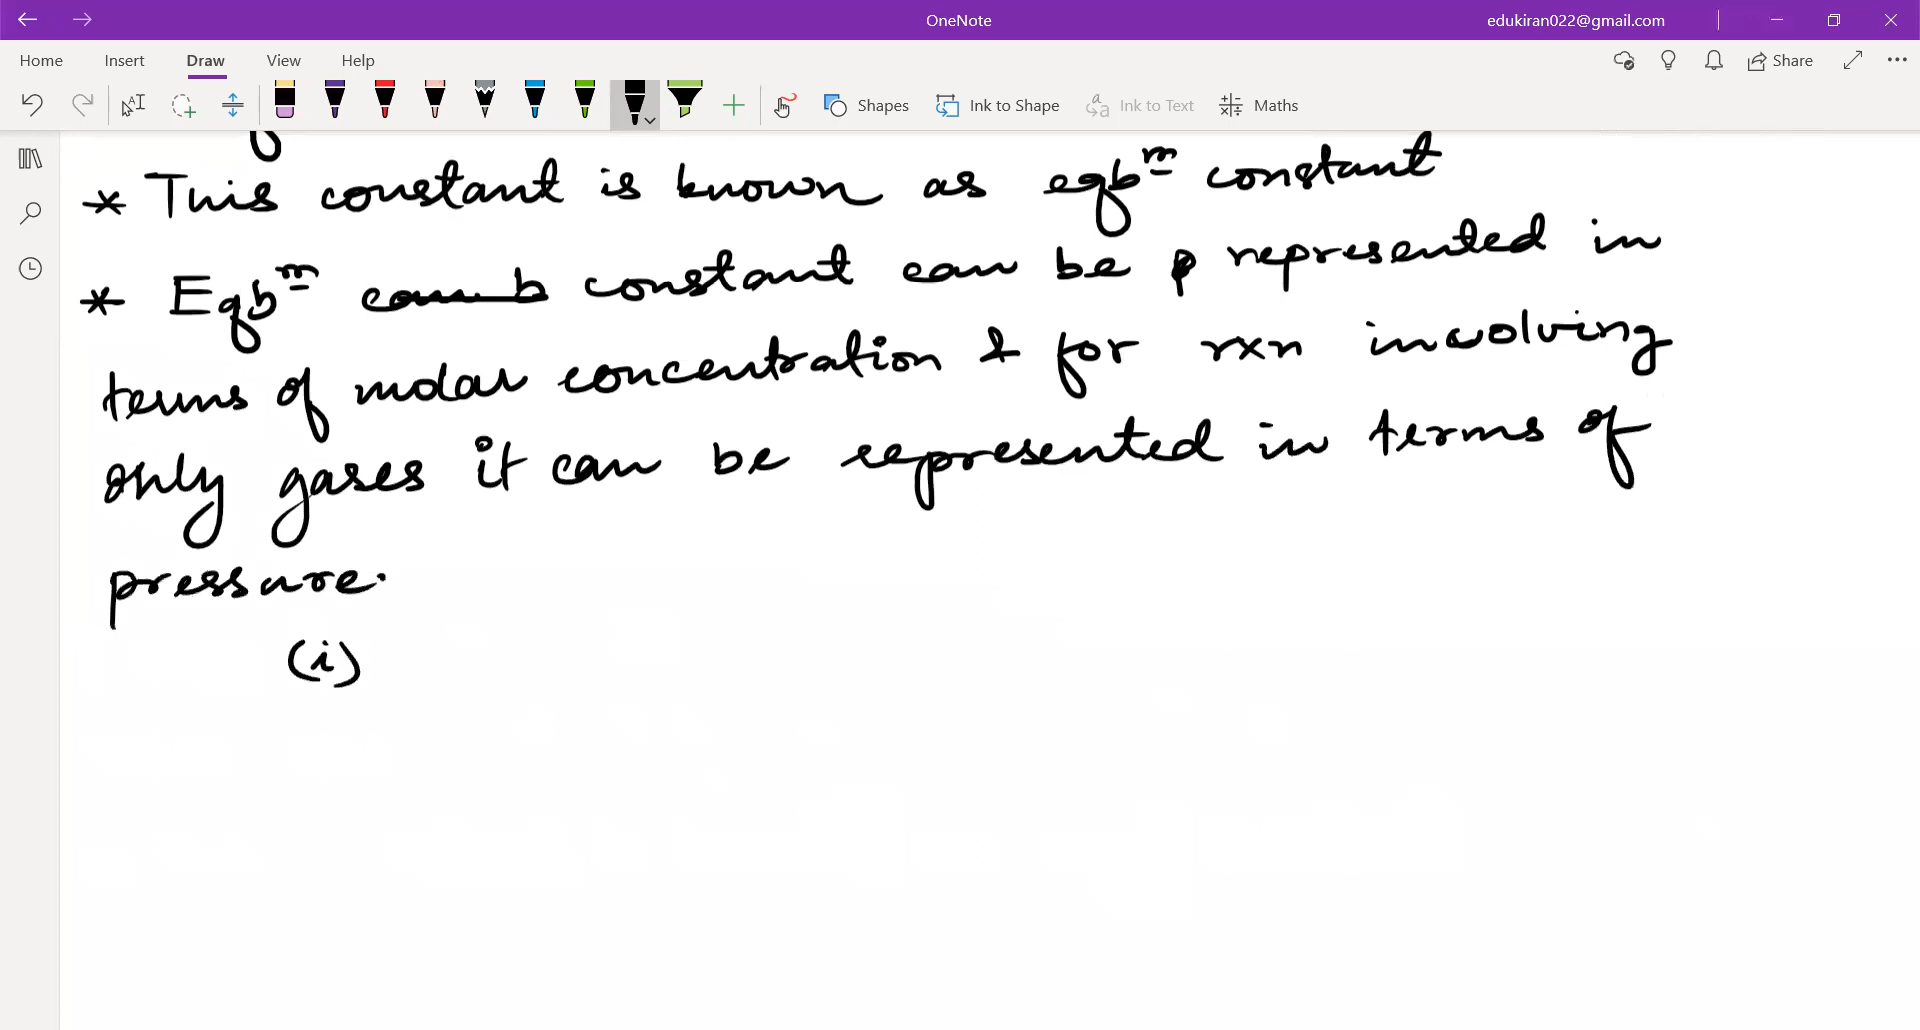 OneNote
edukiran022@gmail.com
Home Insert Draw View Help
Share
Shapes Ink to Shape Ink to Text Maths
* This constant is known as eqbm constant
* Eqbm constant can be represented in
terms of molar concentration & for rxn involving
only gases it can be represented in terms of
pressure.
(i)